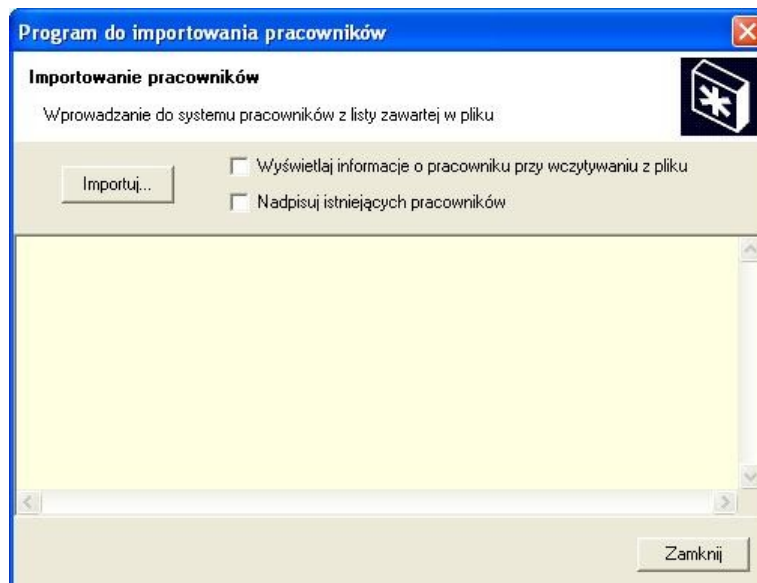 Program do importowania pracowników
Importowanie pracowników
Wprowadzanie do systemu pracowników z listy zawartej w pliku
Importuj...
Wyświetlaj informacje o pracowniku przy wczytywaniu z pliku
Nadpisuj istniejących pracowników
Zamknij